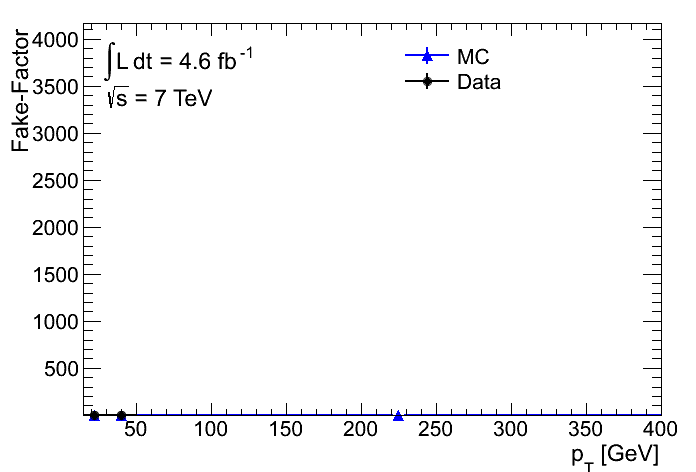 Fake-Factor
4000
3500
3000
2500
2000
1500
1000
500
∫L dt = 4.6 fb⁻¹
√s = 7 TeV
MC
Data
50 100 150 200 250 300 350 400
p_T [GeV]